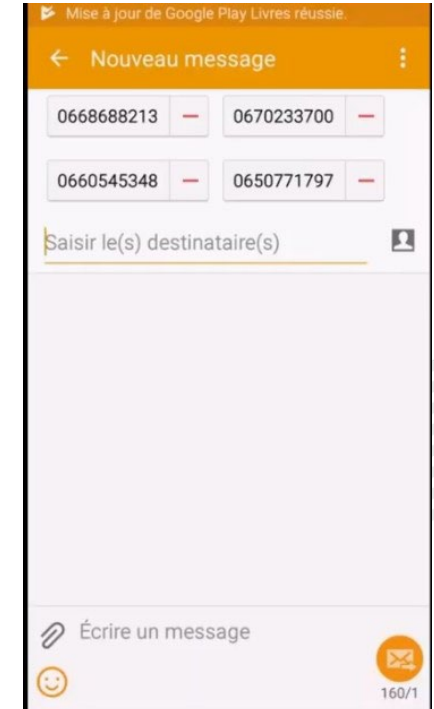 Mise à jour de Google Play Livres réussie.
Nouveau message
0668688213 0670233700
0660545348 0650771797
Saisir le(s) destinataire(s)
Écrire un message
160/1